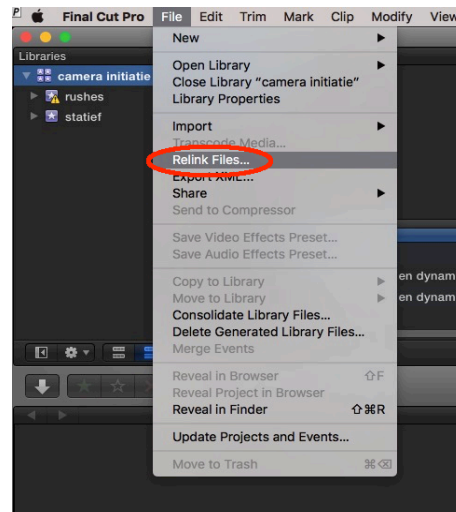 P
Final Cut Pro File Edit Trim Mark Clip Modify View
Libraries
camera initiatie
rushes
statief
New
Open Library
Close Library “camera initiatie”
Library Properties
Import
Transcode Media...
Relink Files...
Export XML...
Share
Send to Compressor
Save Video Effects Preset...
Save Audio Effects Preset...
Copy to Library
Move to Library
Consolidate Library Files...
Delete Generated Library Files...
Merge Events
Reveal in Browser ⇧F
Reveal Project in Browser
Reveal in Finder ⇧⌘R
Update Projects and Events...
Move to Trash ⌘⌫
en dynam
en dynam